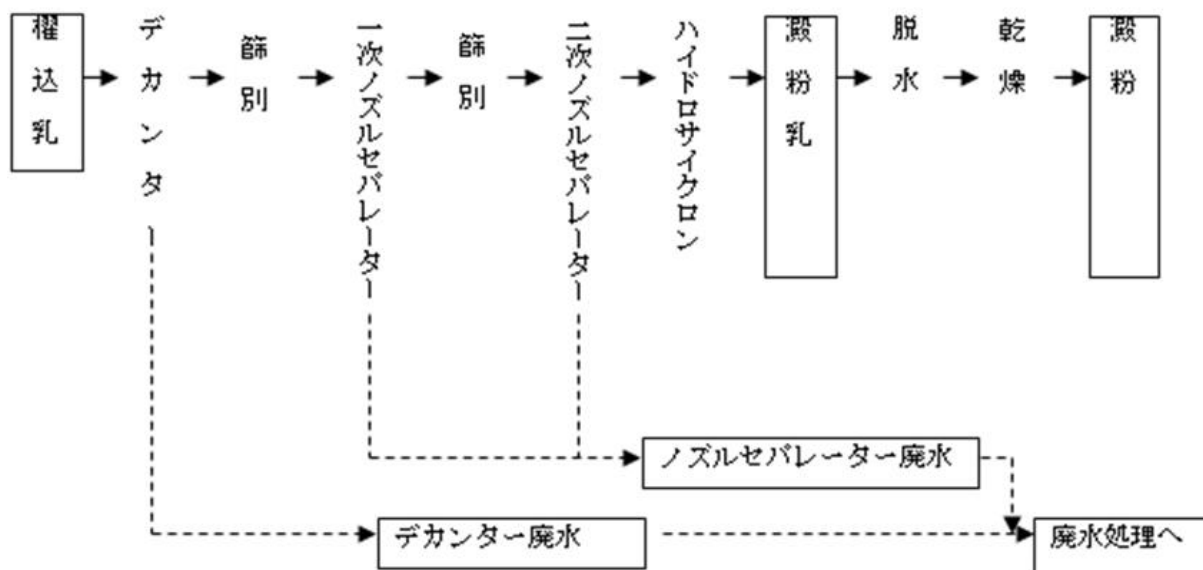 擢込乳
デカンタ
篩別
一次ノズルセパレーター
篩別
二次ノズルセパレーター
ハイドロサイクロン
澱粉乳
脱水
乾燥
澱粉
ノズルセパレーター廃水
デカンター廃水
廃水処理へ